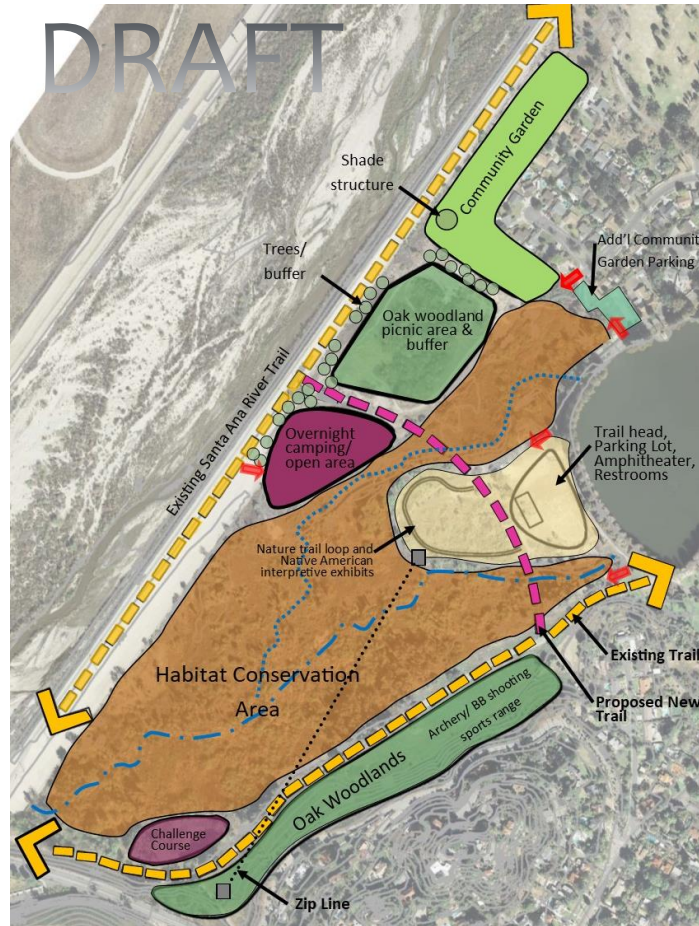 DRAFT
Community Garden
Shade
structure
Trees/
buffer
Add'l Communit
Garden Parking
Oak woodland
picnic area &
buffer
Existing Santa Ana River Trail
Overnight
camping/
open area
Trail head,
Parking Lot,
Amphitheater,
Restrooms
Nature trail loop and
Native American
interpretive exhibits
Habitat Conservation
Area
Existing Trail
Proposed New
Trail
Archery/ BB shooting
sports range
Oak Woodlands
Challenge
Course
Zip Line